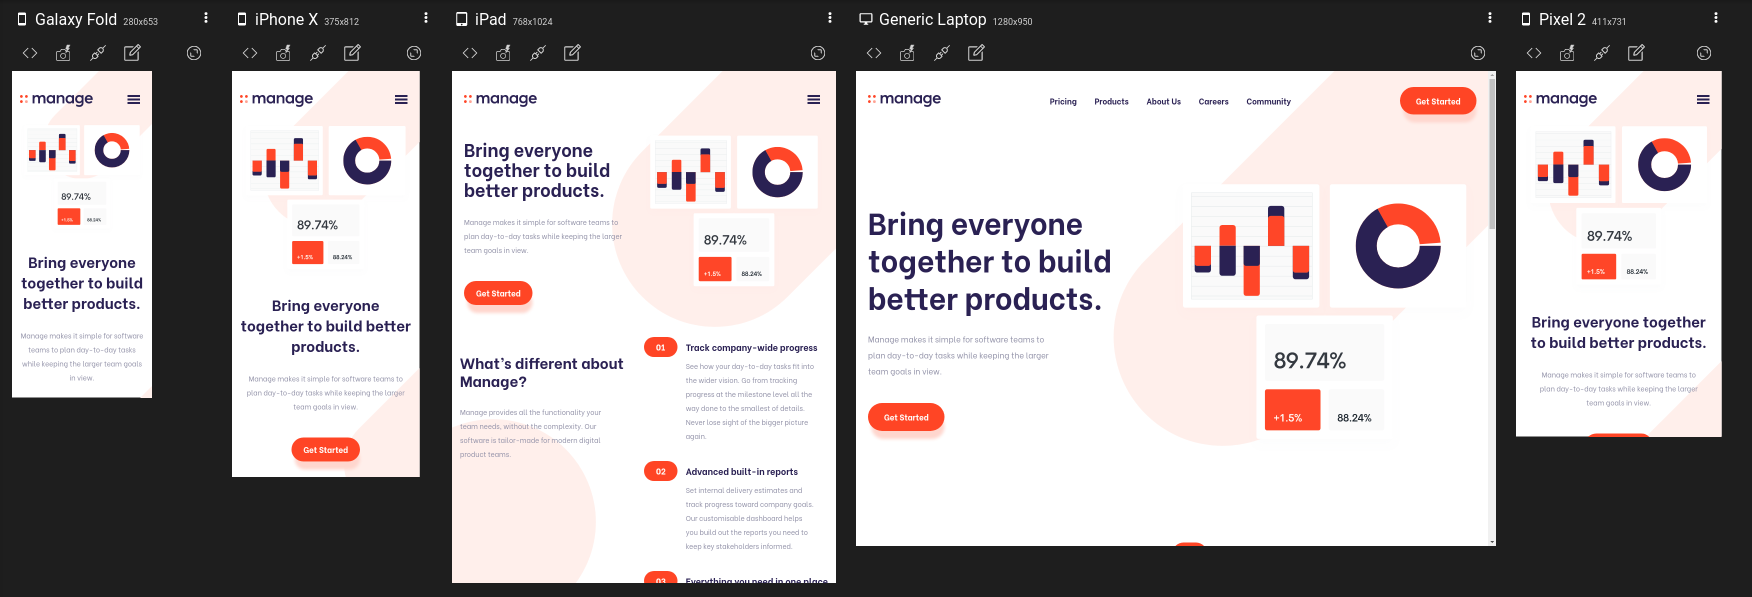 Galaxy Fold 280x653
manage
89.74%
+1.5% 88.24%
Bring everyone
together to build
better products.
Manage makes it simple for software
teams to plan day-to-day tasks
while keeping the larger team goals
in view.
iPhone X 375x812
manage
89.74%
+1.5% 88.24%
Bring everyone
together to build better
products.
Manage makes it simple for software teams to
plan day-to-day tasks while keeping the larger
team goals in view.
Get Started
iPad 768x1024
manage
Bring everyone
together to build
better products.
Manage makes it simple for software teams to
plan day-to-day tasks while keeping the larger
team goals in view.
Get Started
89.74%
+1.5% 88.24%
What's different about
Manage?
Manage provides all the functionality your
team needs, without the complexity. Our
software is tailor-made for modern digital
product teams.
01 Track company-wide progress
See how your day-to-day tasks fit into
the wider vision. Go from tracking
progress at the milestone level all the
way done to the smallest of details.
Never lose sight of the bigger picture
again.
02 Advanced built-in reports
Set internal delivery estimates and
track progress toward company goals.
Our customisable dashboard helps
you build out the reports you need to
keep key stakeholders informed.
03 Everything you need in one place
Generic Laptop 1280x950
manage
Pricing Products About Us Careers Community
Get Started
Bring everyone
together to build
better products.
Manage makes it simple for software teams to
plan day-to-day tasks while keeping the larger
team goals in view.
Get Started
89.74%
+1.5% 88.24%
Pixel 2 411x731
manage
89.74%
+1.5% 88.24%
Bring everyone together
to build better products.
Manage makes it simple for software teams to
plan day-to-day tasks while keeping the larger
team goals in view.